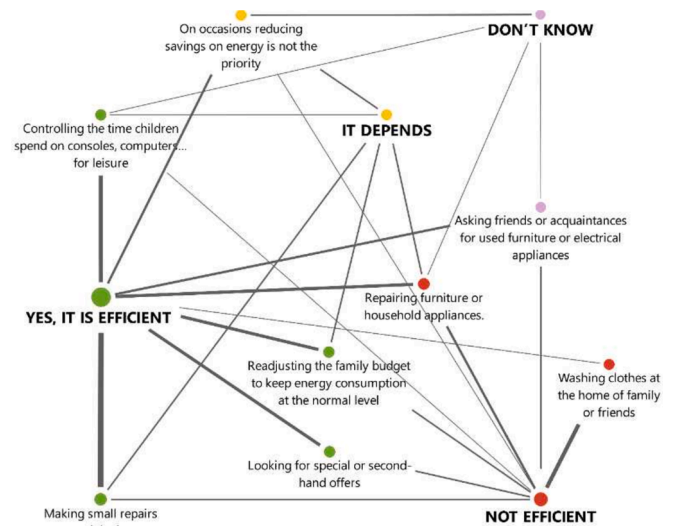 On occasions reducing
savings on energy is not the
priority
DON'T KNOW
Controlling the time children
spend on consoles, computers...
for leisure
IT DEPENDS
Asking friends or acquaintances
for used furniture or electrical
appliances
YES, IT IS EFFICIENT
Repairing furniture or
household appliances.
Readjusting the family budget
to keep energy consumption
at the normal level
Washing clothes at
the home of family
or friends
Looking for special or second-
hand offers
Making small repairs
NOT EFFICIENT